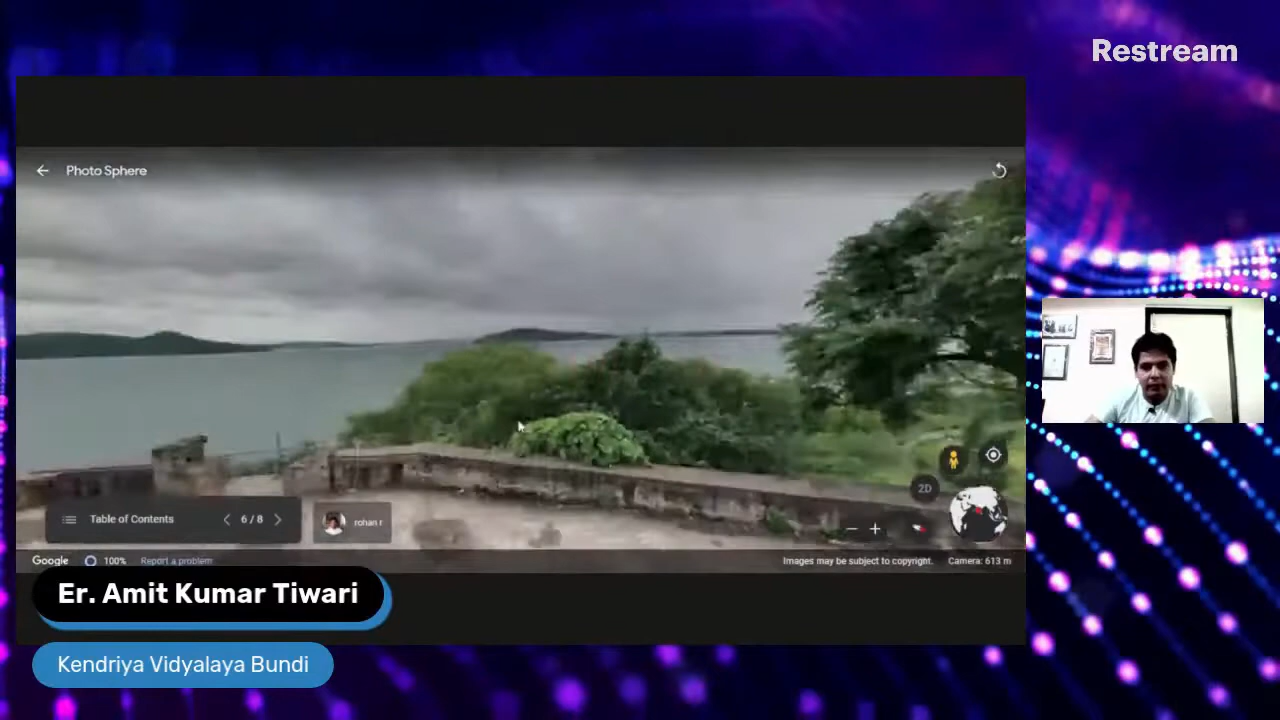 Restream
Photo Sphere
2D
Table of Contents
6 / 8
rohan r
Google
100%
Report a problem
Images may be subject to copyright.
Camera: 613 m
Er. Amit Kumar Tiwari
Kendriya Vidyalaya Bundi